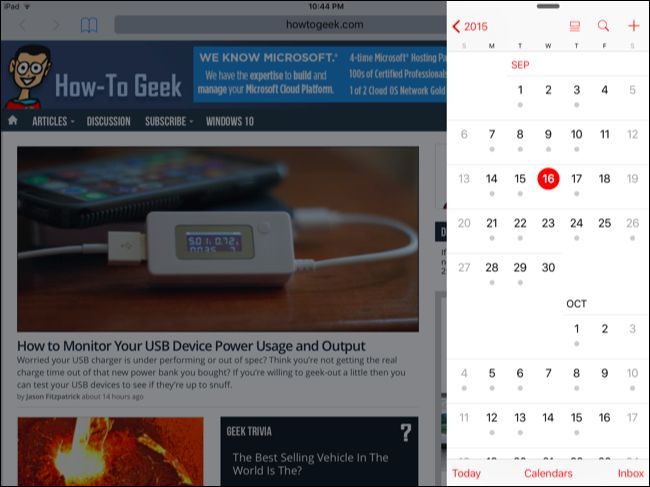 iPad
10:44 PM
howtogeek.com
How-To Geek
WE KNOW MICROSOFT.®
We have the expertise to build and
manage your Microsoft Cloud Platform.
4-time Microsoft® Hosting Pa
100s of Certified Professionals
1 of 2 Cloud OS Network Gold
ARTICLES DISCUSSION SUBSCRIBE WINDOWS 10
How to Monitor Your USB Device Power Usage and Output
Worried your USB charger is under performing or out of spec? Think you're not getting the real
charge time out of that new power bank you bought? If you're willing to geek-out a little then you
can test your USB devices to see if they're up to snuff.
by Jason Fitzpatrick about 14 hours ago
GEEK TRIVIA ?
The Best Selling Vehicle In The
World Is The?
2015
S M T W T F S
SEP
1 2 3 4 5
6 7 8 9 10 11 12
13 14 15 16 17 18 19
20 21 22 23 24 25 26
27 28 29 30
OCT
1 2 3
4 5 6 7 8 9 10
11 12 13 14 15 16 17
Today Calendars Inbox